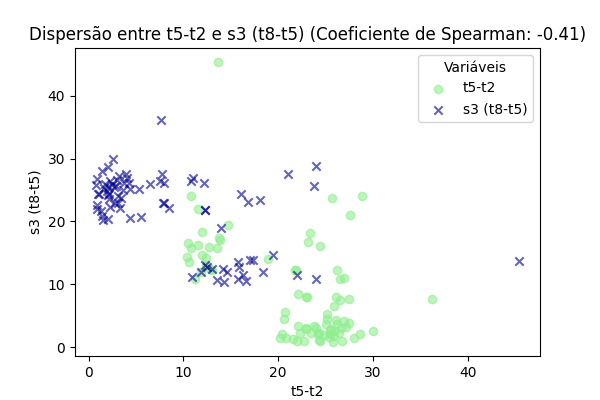 Dispersão entre t5-t2 e s3 (t8-t5) (Coeficiente de Spearman: -0.41)
Variáveis
t5-t2
s3 (t8-t5)
s3 (t8-t5)
40
30
20
10
0
0 10 20 30 40
t5-t2